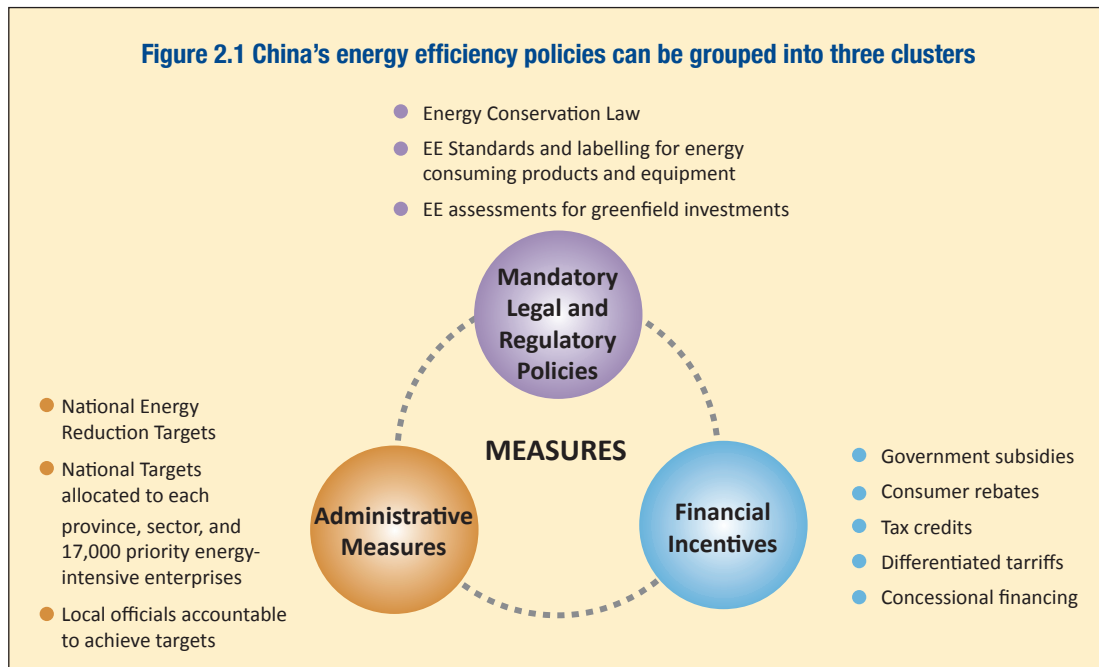 Figure 2.1 China's energy efficiency policies can be grouped into three clusters
Energy Conservation Law
EE Standards and labelling for energy
consuming products and equipment
EE assessments for greenfield investments
Mandatory
Legal and
Regulatory
Policies
MEASURES
National Energy
Reduction Targets
National Targets
allocated to each
province, sector, and
17,000 priority energy-
intensive enterprises
Local officials accountable
to achieve targets
Administrative
Measures
Financial
Incentives
Government subsidies
Consumer rebates
Tax credits
Differentiated tarriffs
Concessional financing